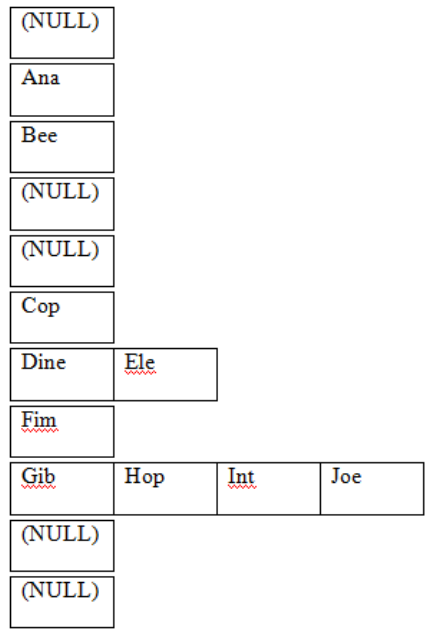 (NULL)
Ana
Bee
(NULL)
(NULL)
Cop
Dine Ele
Fim
Gib Hop Int Joe
(NULL)
(NULL)